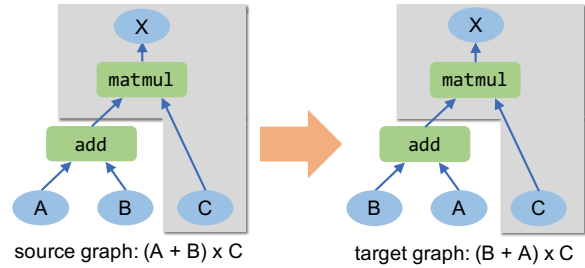 X
matmul
add
A B C
source graph: (A + B) x C
X
matmul
add
B A C
target graph: (B + A) x C